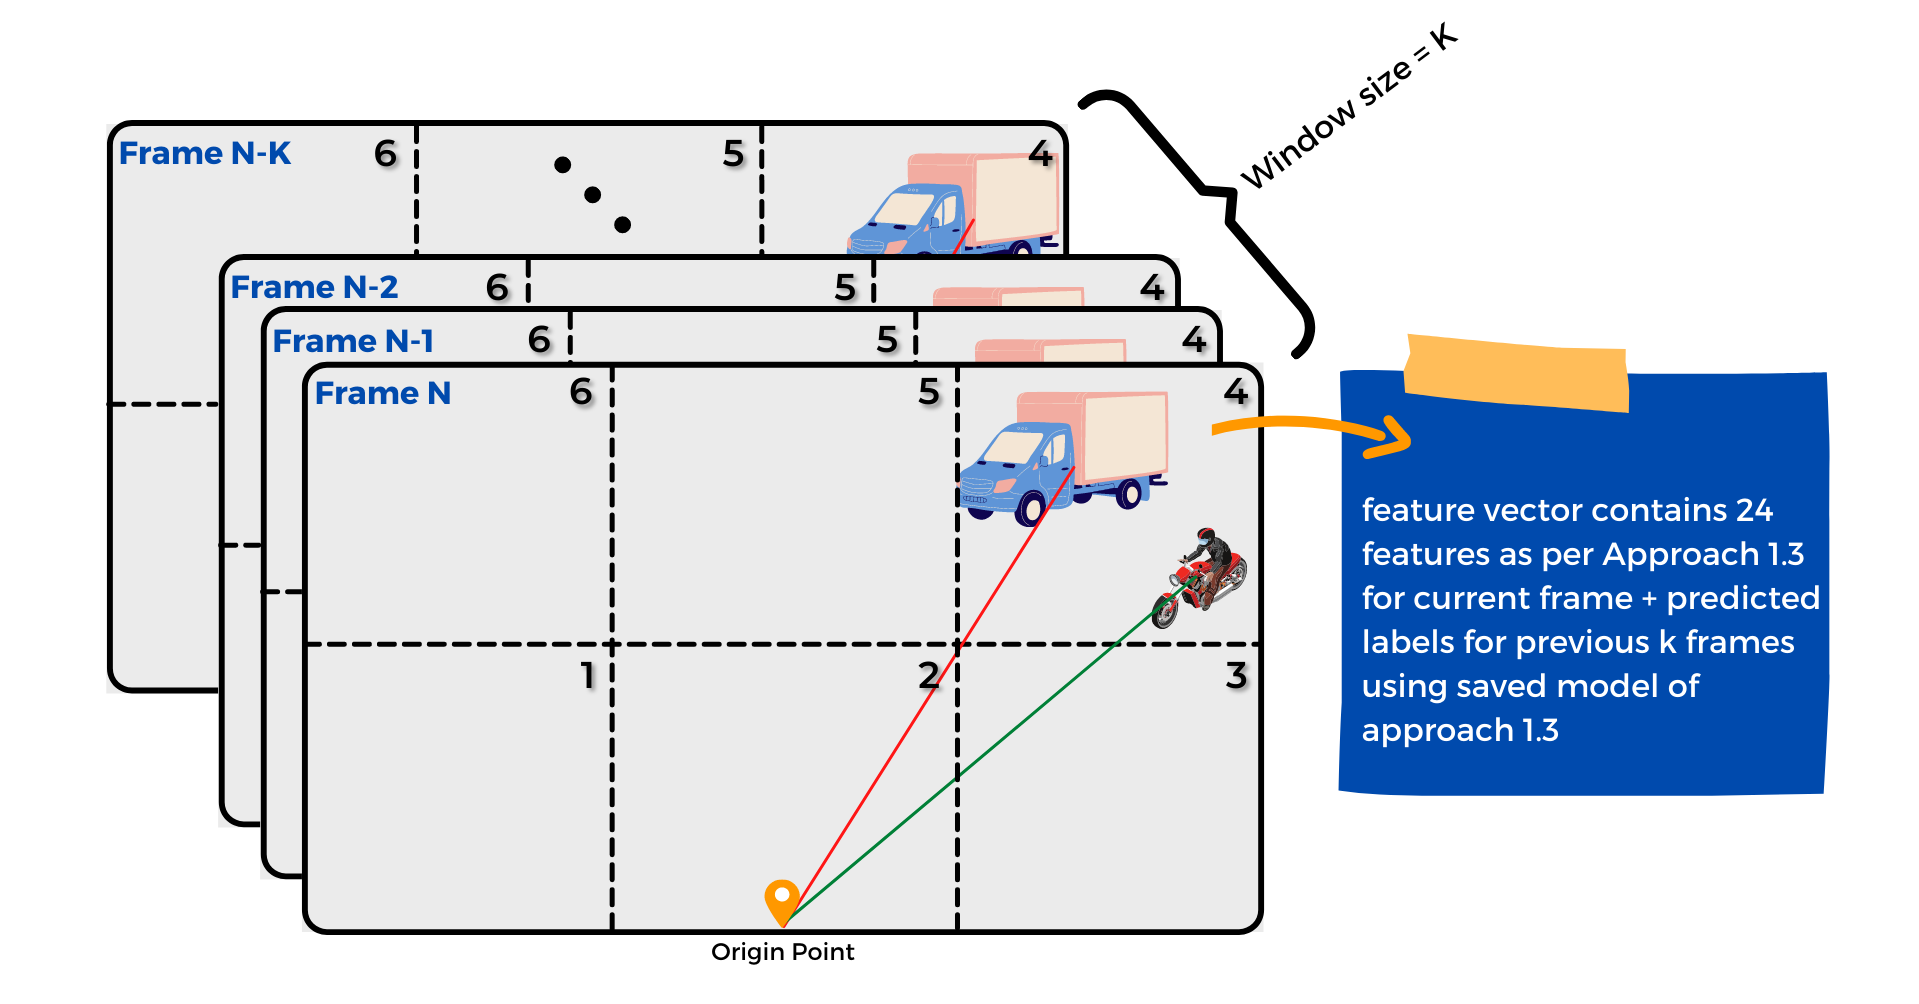 Window size = K
Frame N-K
6
5
4
Frame N-2
6
5
4
Frame N-1
6
5
4
Frame N
6
5
4
1
2
3
Origin Point
feature vector contains 24
features as per Approach 1.3
for current frame + predicted
labels for previous k frames
using saved model of
approach 1.3